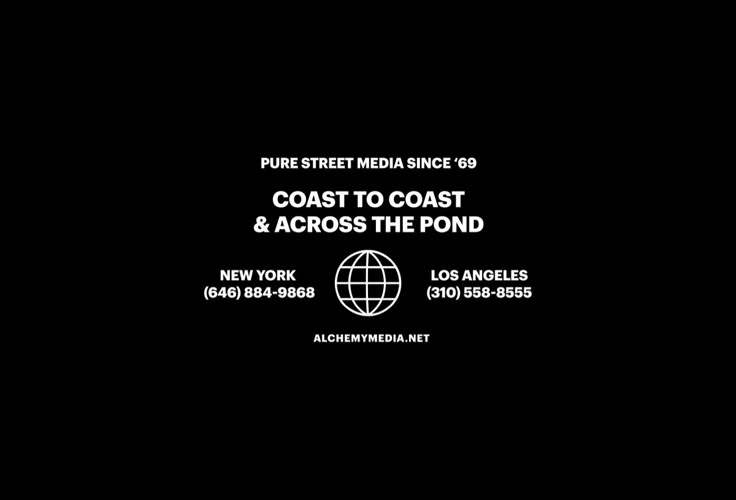 PURE STREET MEDIA SINCE ‘69
COAST TO COAST
& ACROSS THE POND
NEW YORK
(646) 884-9868
LOS ANGELES
(310) 558-8555
ALCHEMYMEDIA.NET